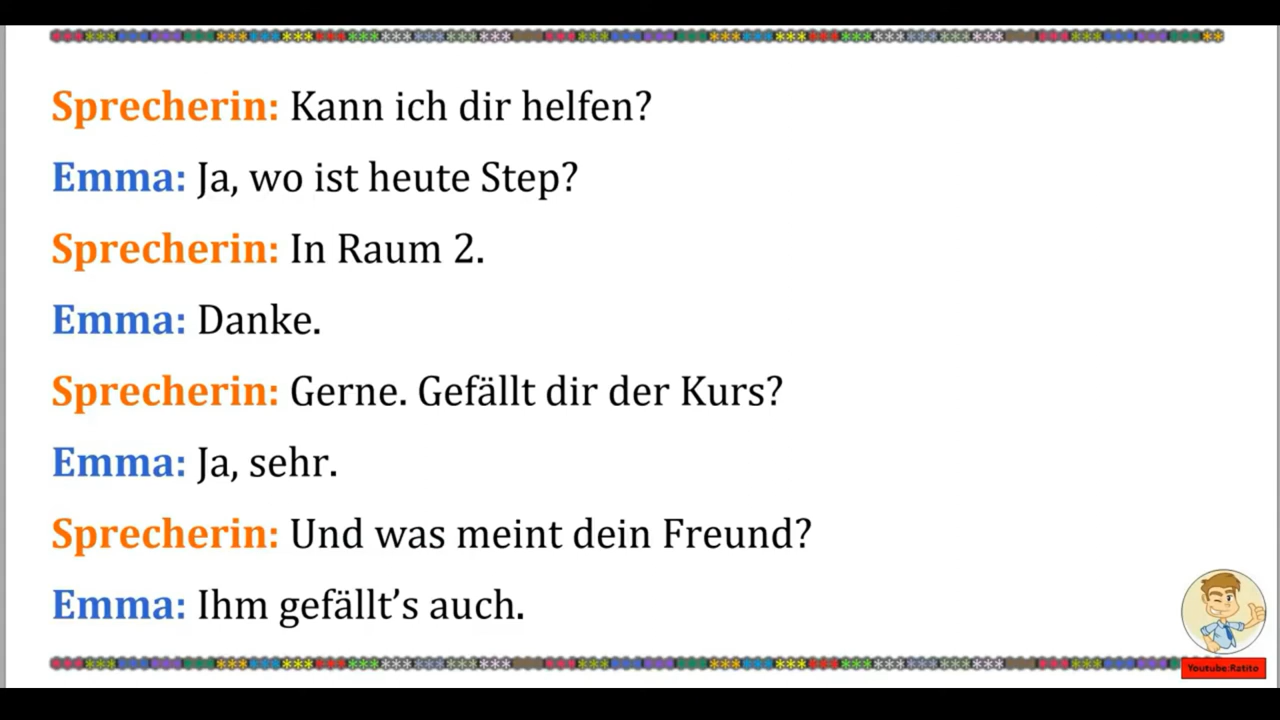 Sprecherin: Kann ich dir helfen?
Emma: Ja, wo ist heute Step?
Sprecherin: In Raum 2.
Emma: Danke.
Sprecherin: Gerne. Gefällt dir der Kurs?
Emma: Ja, sehr.
Sprecherin: Und was meint dein Freund?
Emma: Ihm gefällt’s auch.
Youtube:Ratito